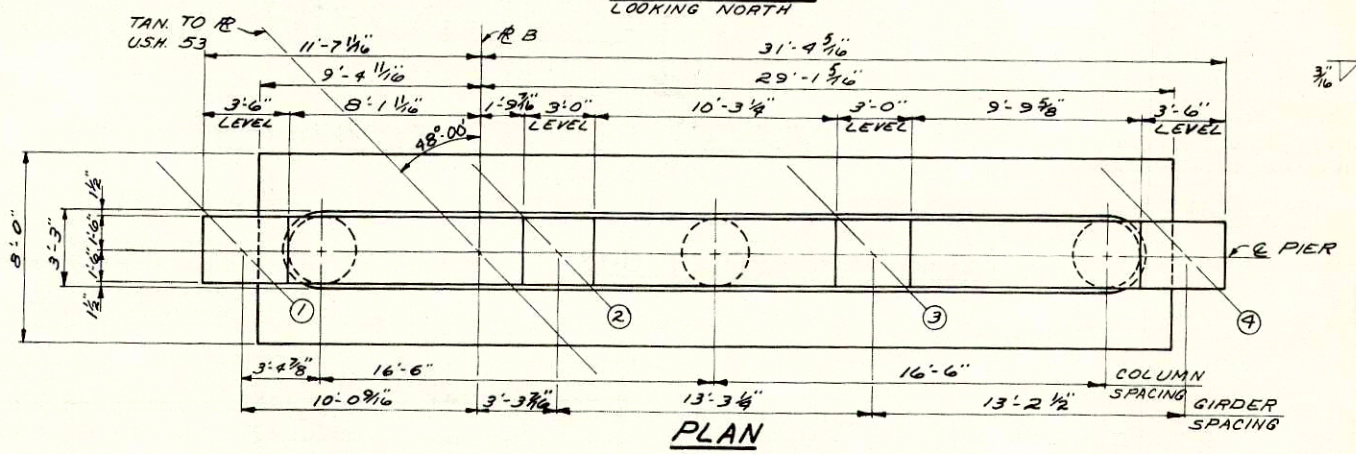 LOOKING NORTH
TAN. TO ℞
U.S.H. 53
℞ B
11'-7 11/16"
31'-4 5/16"
9'-4 11/16"
29'-1 5/16"
3/16"
3'-6"
LEVEL
8'-1 11/16"
1'-9 7/16"
3'-0"
LEVEL
10'-3 1/4"
3'-0"
LEVEL
9'-9 5/8"
3'-6"
LEVEL
48°-00'
8'-0"
3'-3"
1 1/2"
1'-6"
1'-6"
1 1/2"
℄ PIER
1
2
3
4
3'-4 7/8"
16'-6"
16'-6"
COLUMN
SPACING
10'-0 9/16"
3'-3 7/16"
13'-3 1/4"
13'-2 1/2"
GIRDER
SPACING
PLAN